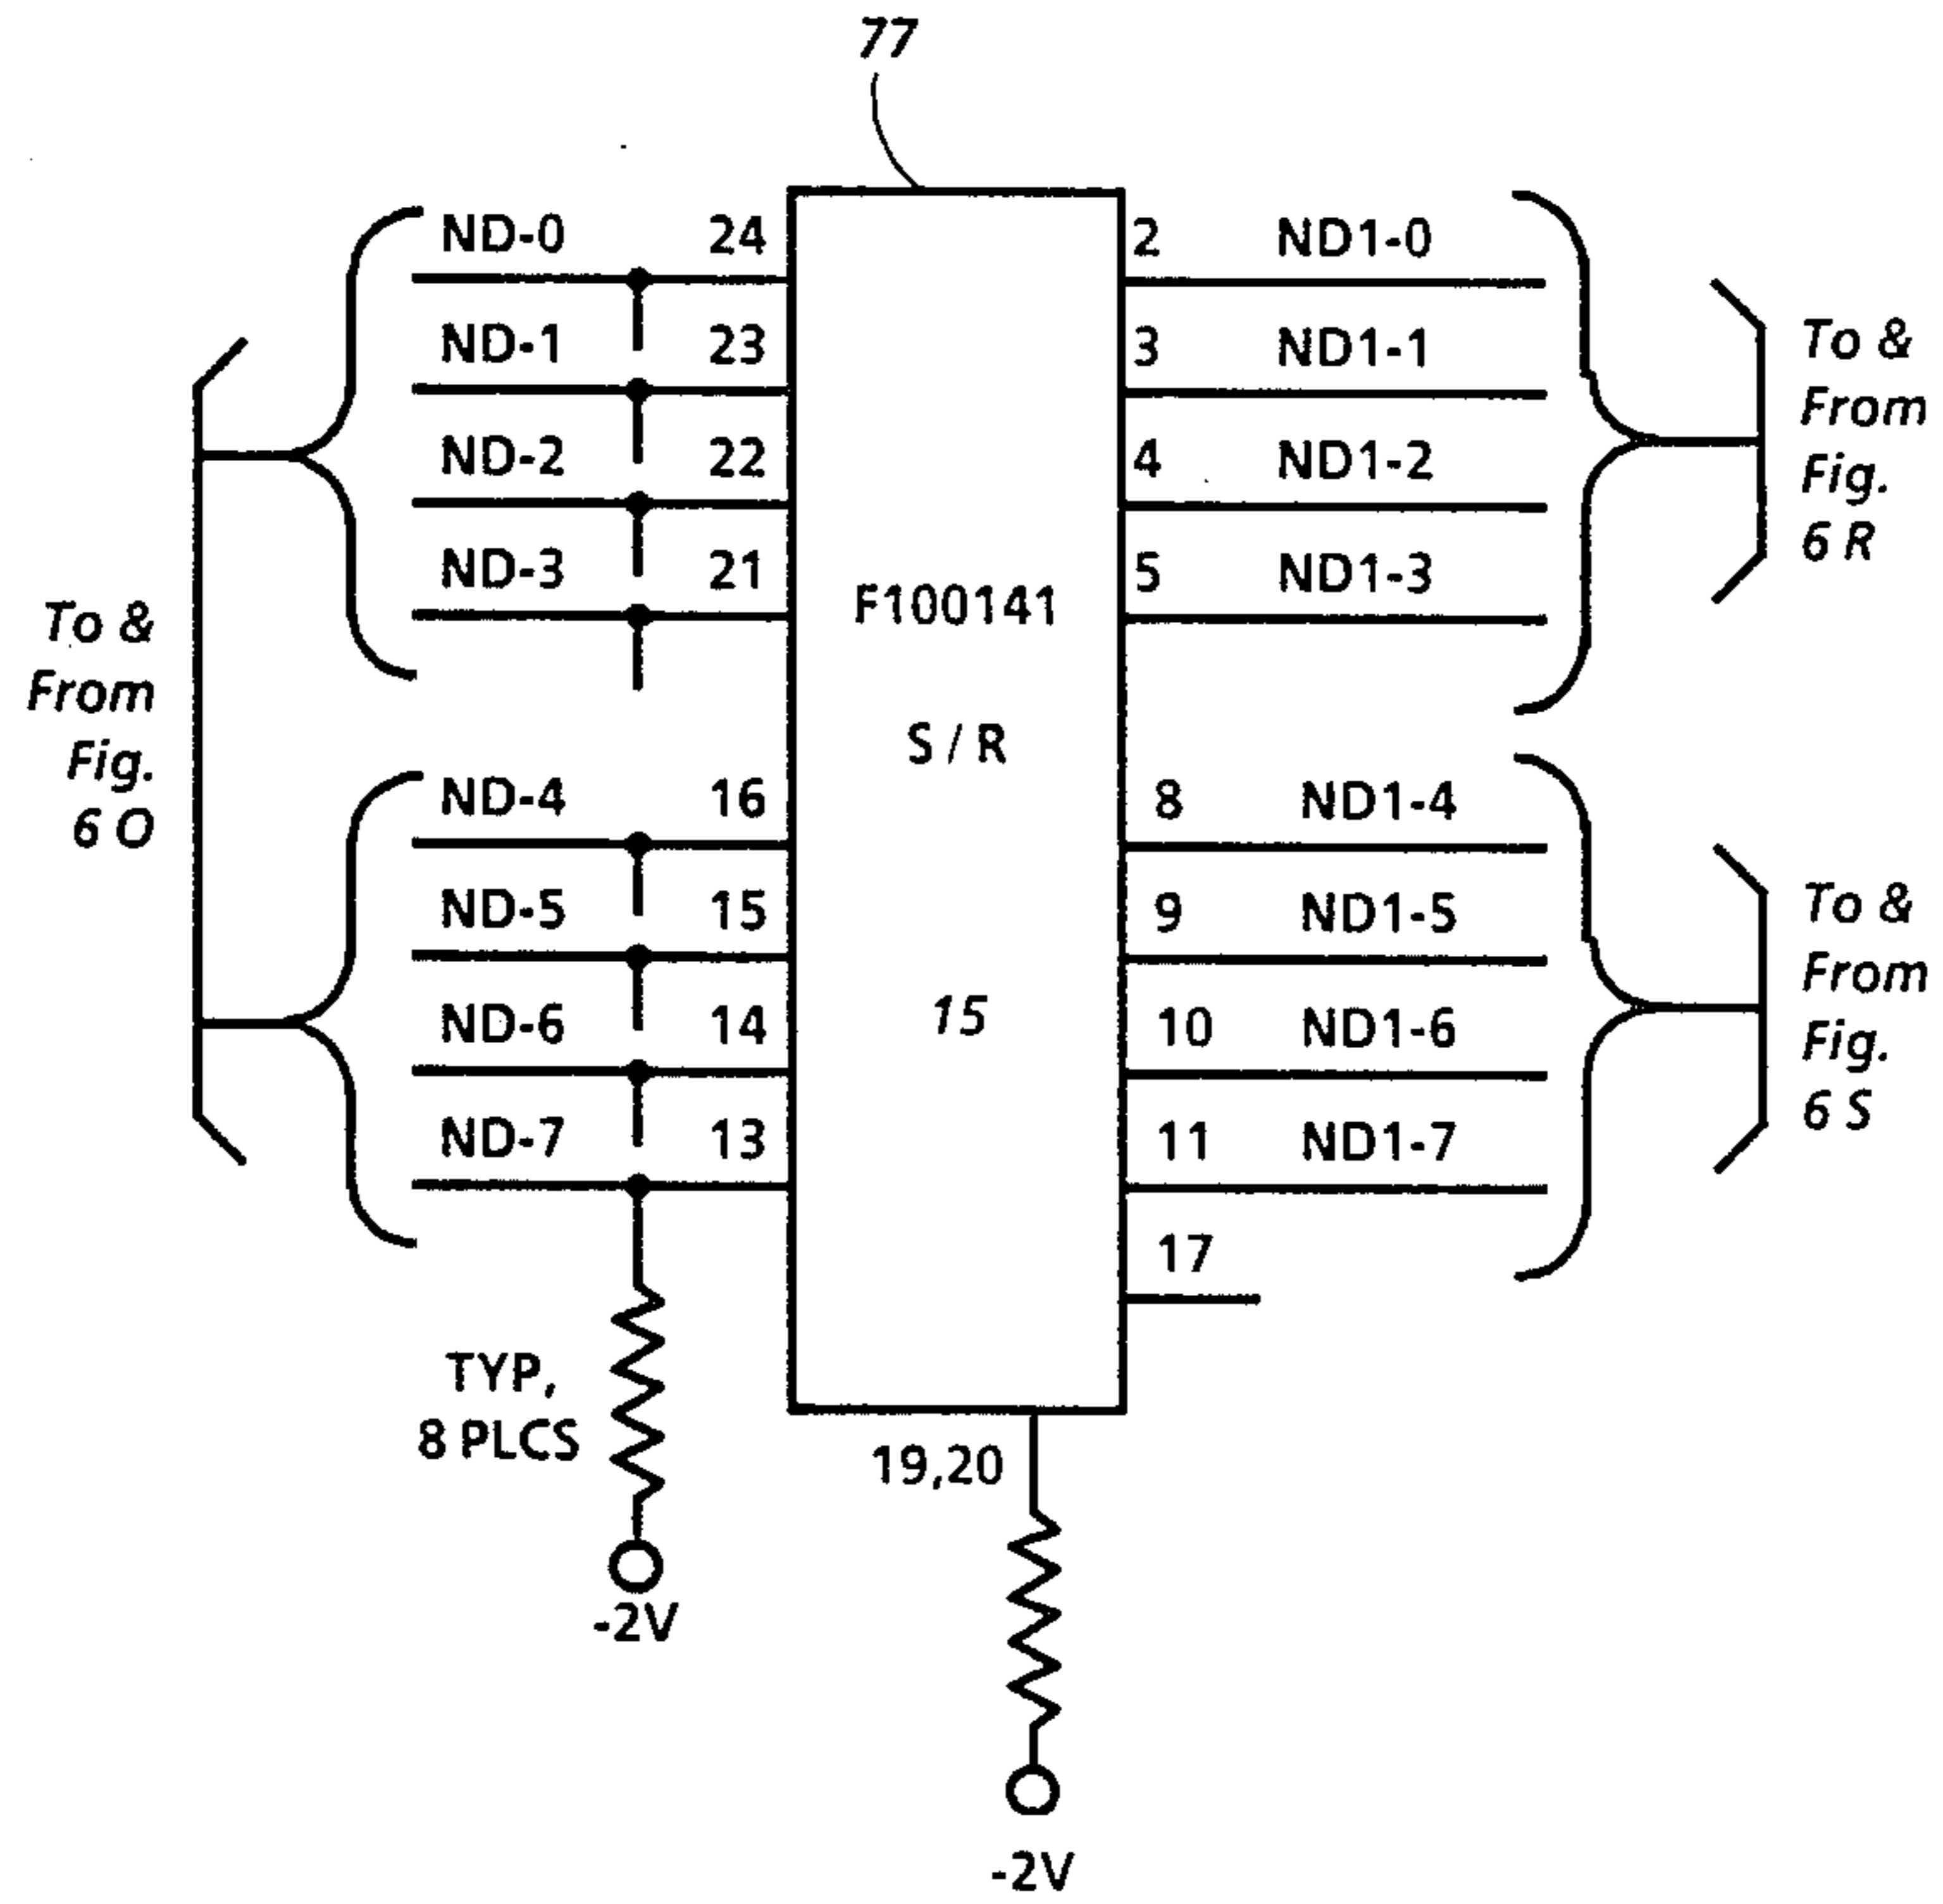 77
ND-0 24 2 ND1-0
ND-1 23 3 ND1-1
ND-2 22 4 ND1-2
ND-3 21 5 ND1-3
To &
From
Fig.
6 R
F100141
To &
From
Fig.
6 O
S / R
ND-4 16 8 ND1-4
ND-5 15 9 ND1-5
ND-6 14 10 ND1-6
ND-7 13 11 ND1-7
15
To &
From
Fig.
6 S
17
TYP,
8 PLCS
19,20
-2V
-2V